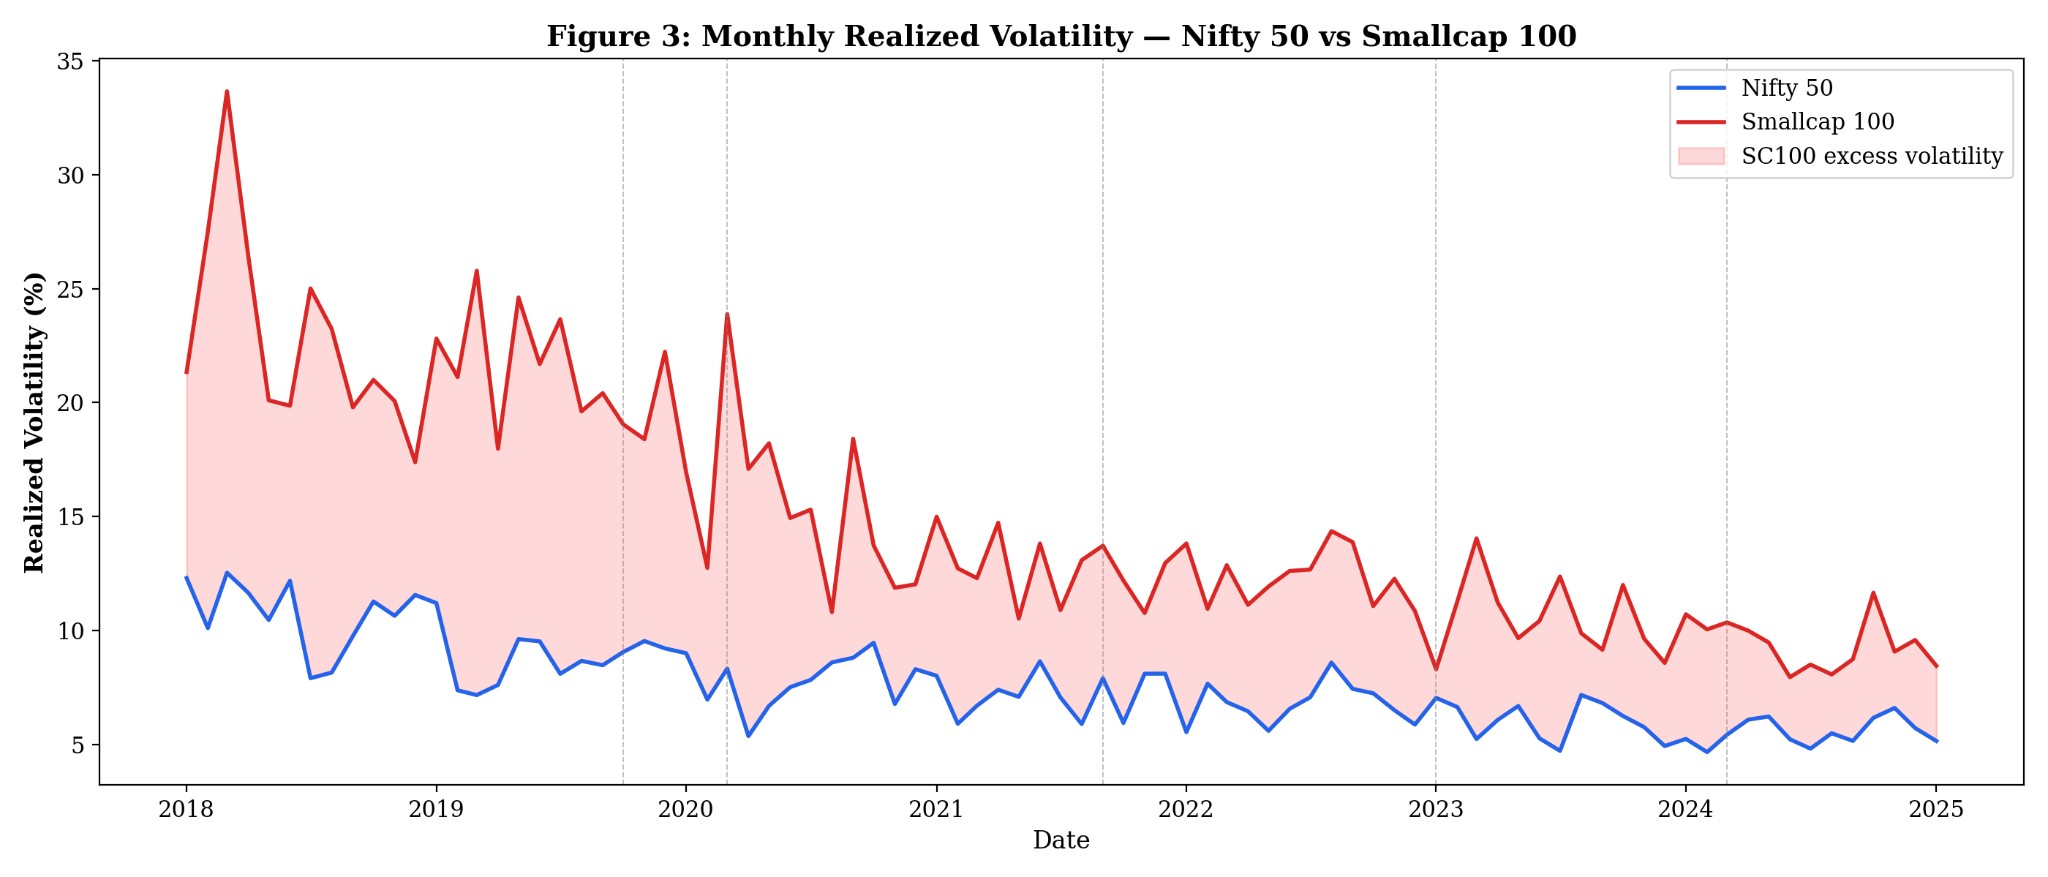 Figure 3: Monthly Realized Volatility — Nifty 50 vs Smallcap 100
Nifty 50
Smallcap 100
SC100 excess volatility
Realized Volatility (%)
35
30
25
20
15
10
5
2018 2019 2020 2021 2022 2023 2024 2025
Date